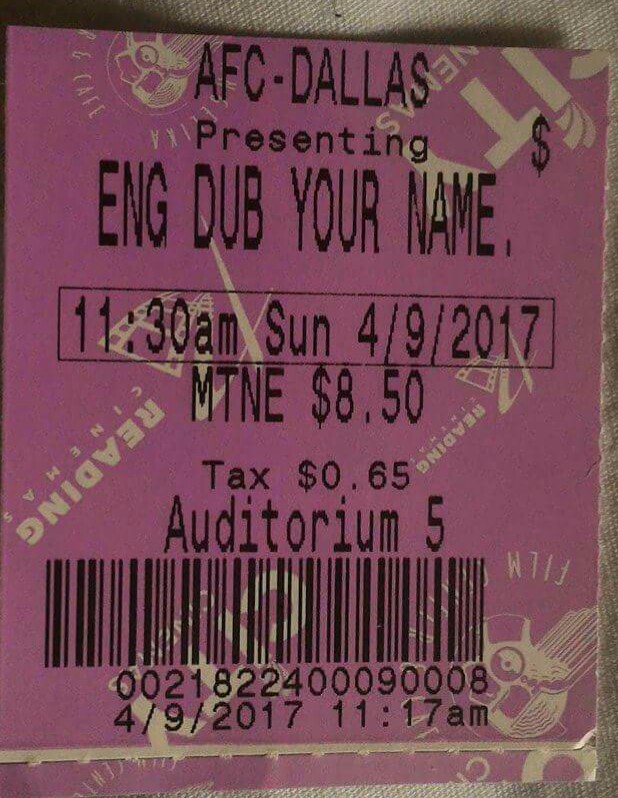 AFC-DALLAS
Presenting
$
ENG DUB YOUR NAME.
11:30am Sun 4/9/2017
MTNE $8.50
Tax $0.65
Auditorium 5
0021822400090008
4/9/2017 11:17am
READING
CINEMAS
READING
CINEMAS